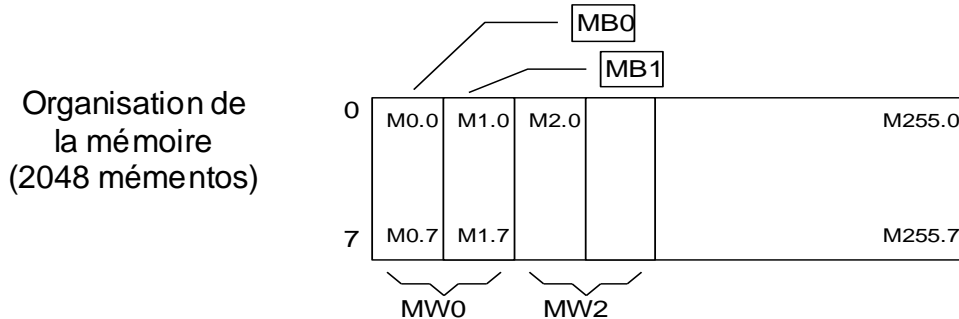 MB0
MB1
Organisation de
la mémoire
(2048 mémentos)
0
M0.0 M1.0 M2.0 M255.0
7 M0.7 M1.7 M255.7
MW0 MW2